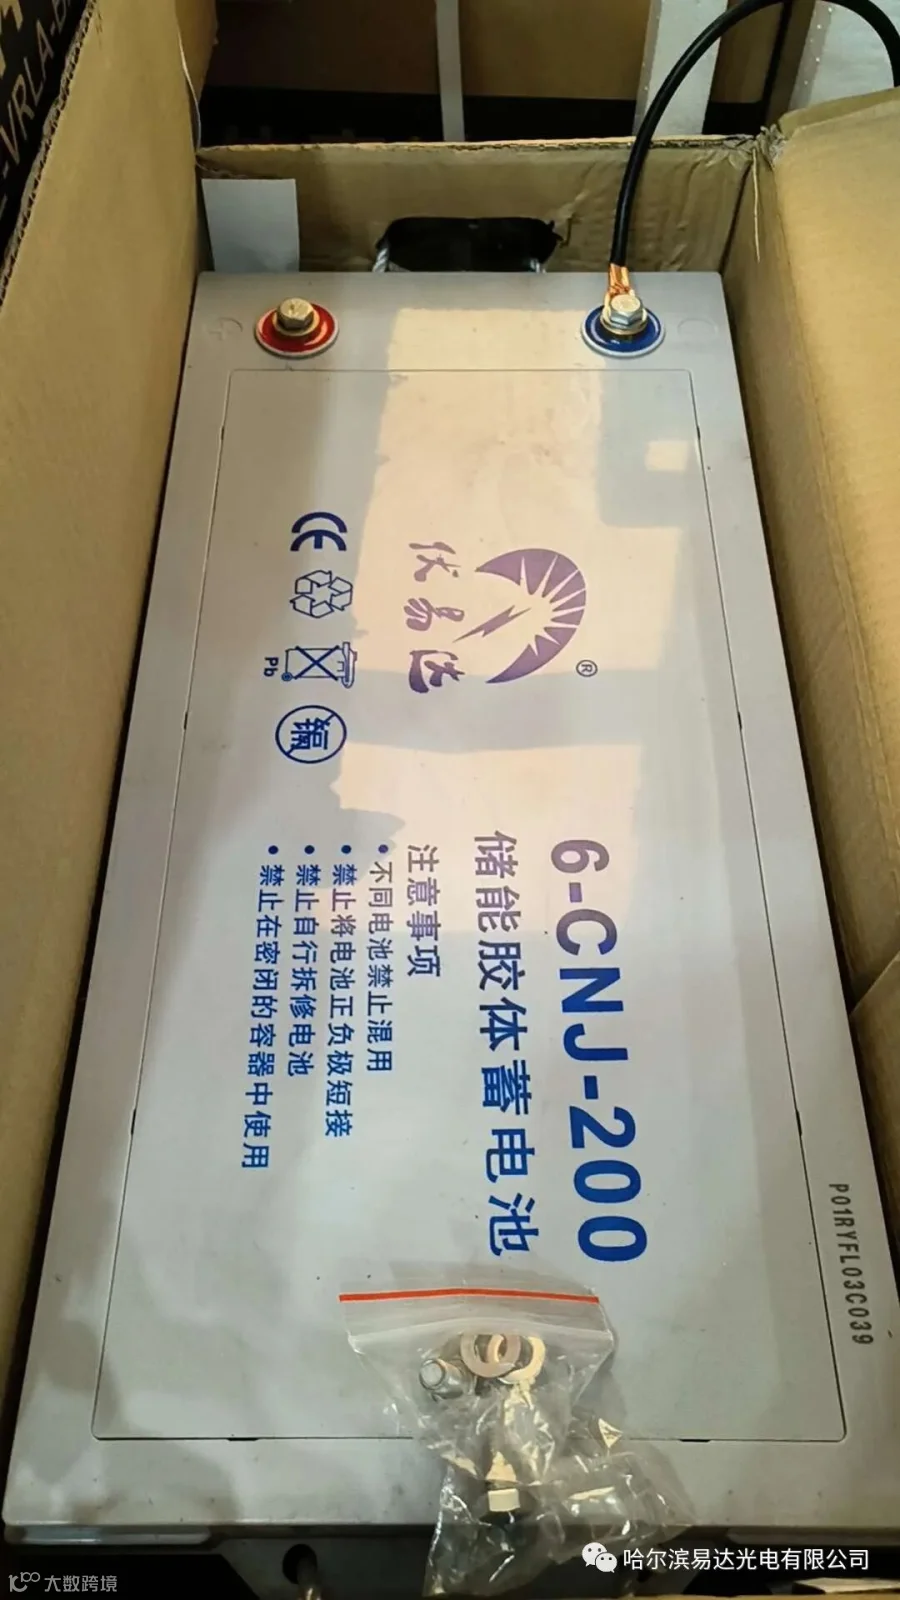 -VRLA-B
伏易达
®
CE
Pb
镉
6-CNJ-200
储能胶体蓄电池
注意事项
• 不同电池禁止混用
• 禁止将电池正负极短接
• 禁止自行拆修电池
• 禁止在密闭的容器中使用
P01RYFL03C039
哈尔滨易达光电有限公司
大数跨境